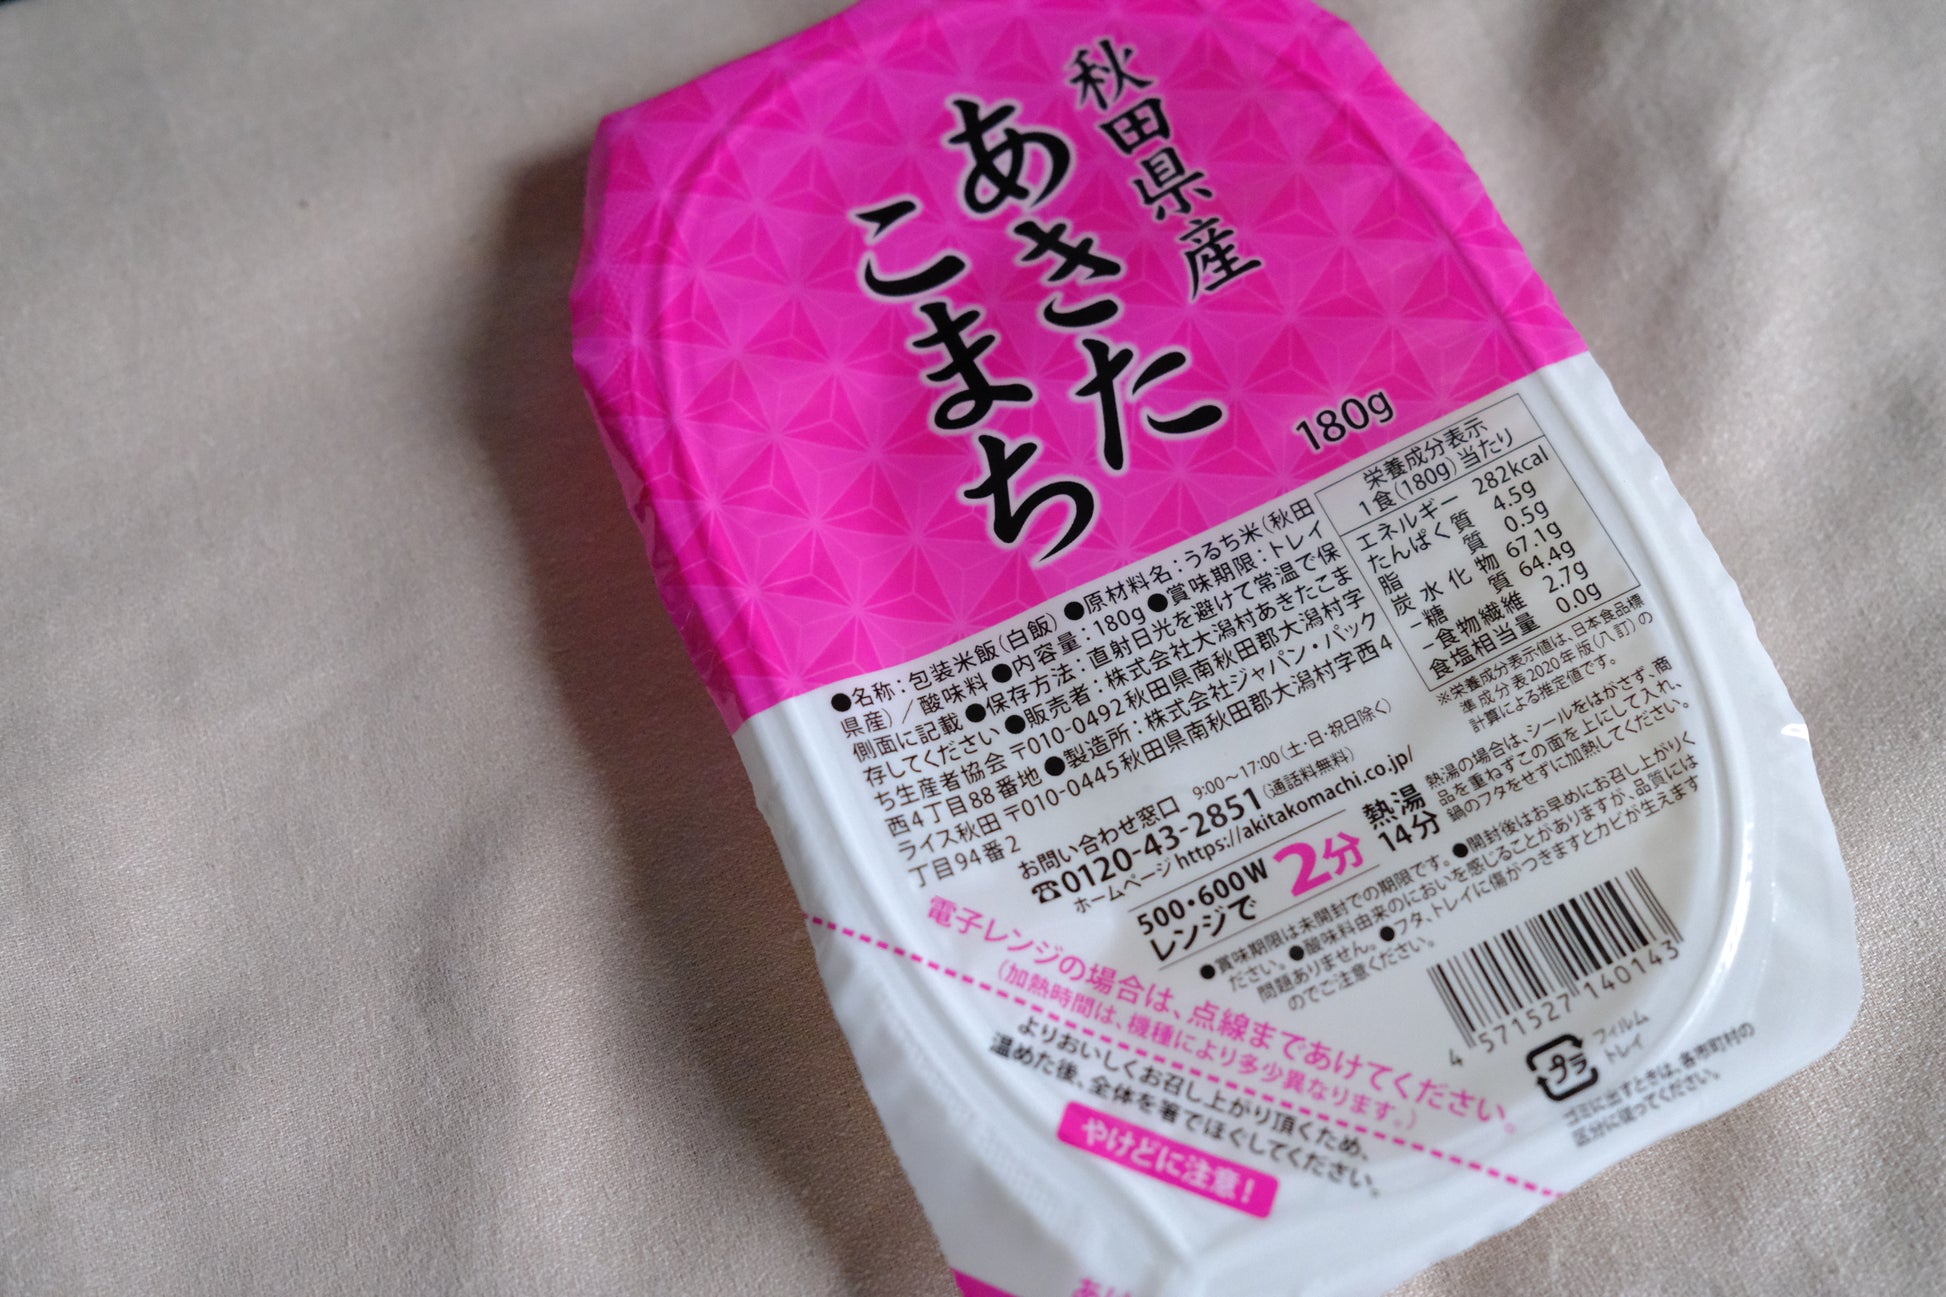 秋田県産
あきた
こまち
180g
●名称:包装米飯(白飯)●原材料名:うるち米(秋田
県産)/酸味料●内容量:180g●賞味期限:トレイ
側面に記載●保存方法:直射日光を避けて常温で保
存してください●販売者:株式会社大潟村あきたこま
ち生産者協会 〒010-0492秋田県南秋田郡大潟村字
西4丁目88番地●製造所:株式会社ジャパン・パック
ライス秋田 〒010-0445秋田県南秋田郡大潟村字西4
丁目94番2
栄養成分表示
1食(180g)当たり
エネルギー 282kcal
たんぱく質 4.5g
脂質 0.5g
炭水化物 67.1g
-糖質 64.4g
-食物繊維 2.7g
食塩相当量 0.0g
※栄養成分表示値は、日本食品標
準成分表2020年版(八訂)の
計算による推定値です。
お問い合わせ窓口 9:00~17:00(土・日・祝日除く)
☎0120-43-2851(通話料無料)
ホームページ https://akitakomachi.co.jp/
500・600W
レンジで
2分
熱湯
14分
熱湯の場合は、シールをはがさず、商
品を重ねずこの面を上にして入れ、
鍋のフタをせずに加熱してください。
●賞味期限は未開封での期限です。●開封後はお早めにお召し上がりく
ださい。●酸味料由来のにおいを感じることがありますが、品質には
問題ありません。●フタ、トレイに傷がつきますとカビが生えます
のでご注意ください。
電子レンジの場合は、点線まであけてください。
(加熱時間は、機種により多少異なります。)
よりおいしくお召し上がり頂くため、
温めた後、全体を箸でほぐしてください。
やけどに注意!
4 571527 140143
プラ
フィルム
トレイ
ゴミに出すときは、各市町村の
区分に従ってください。